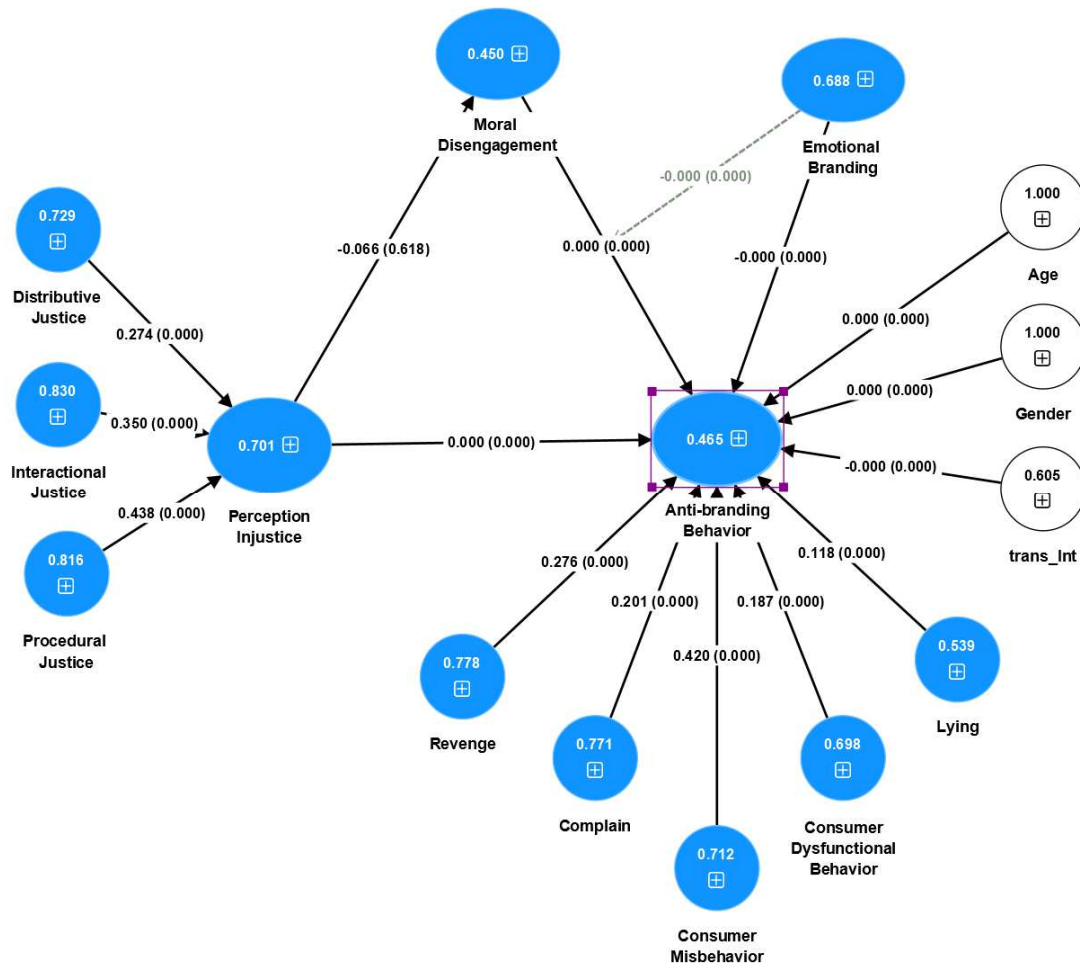 0.450
Moral
Disengagement
0.688
Emotional
Branding
-0.000 (0.000)
1.000
Age
0.729
Distributive
Justice
-0.066 (0.618)
0.000 (0.000)
-0.000 (0.000)
0.274 (0.000)
0.000 (0.000)
1.000
Gender
0.830
Interactional
Justice
0.350 (0.000)
0.000 (0.000)
0.701
Perception
Injustice
0.000 (0.000)
0.465
Anti-branding
Behavior
-0.000 (0.000)
0.605
trans_Int
0.438 (0.000)
0.816
Procedural
Justice
0.276 (0.000)
0.201 (0.000)
0.420 (0.000)
0.187 (0.000)
0.118 (0.000)
0.778
Revenge
0.771
Complain
0.712
Consumer
Misbehavior
0.698
Consumer
Dysfunctional
Behavior
0.539
Lying